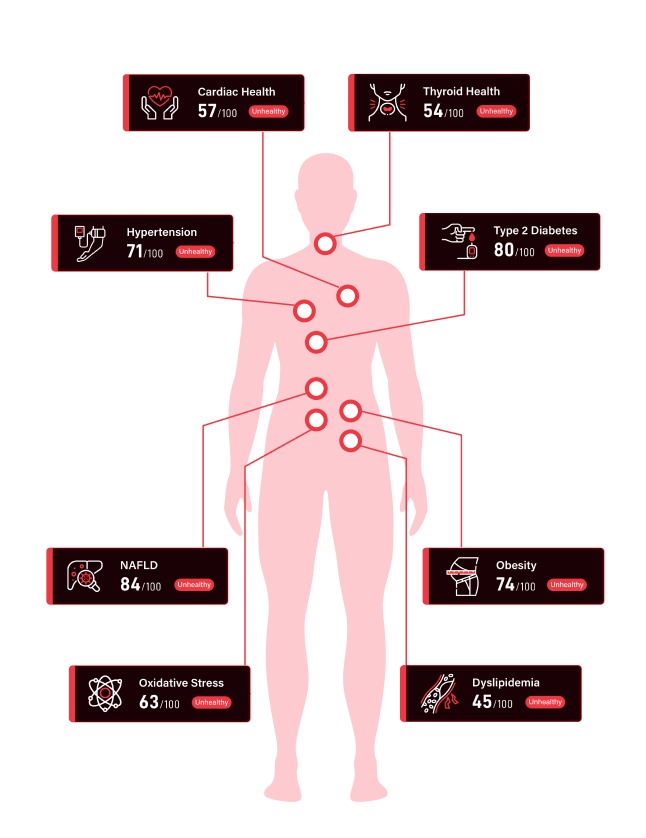 Cardiac Health
57/100 Unhealthy
Thyroid Health
54/100 Unhealthy
Hypertension
71/100 Unhealthy
Type 2 Diabetes
80/100 Unhealthy
NAFLD
84/100 Unhealthy
Obesity
74/100 Unhealthy
Oxidative Stress
63/100 Unhealthy
Dyslipidemia
45/100 Unhealthy